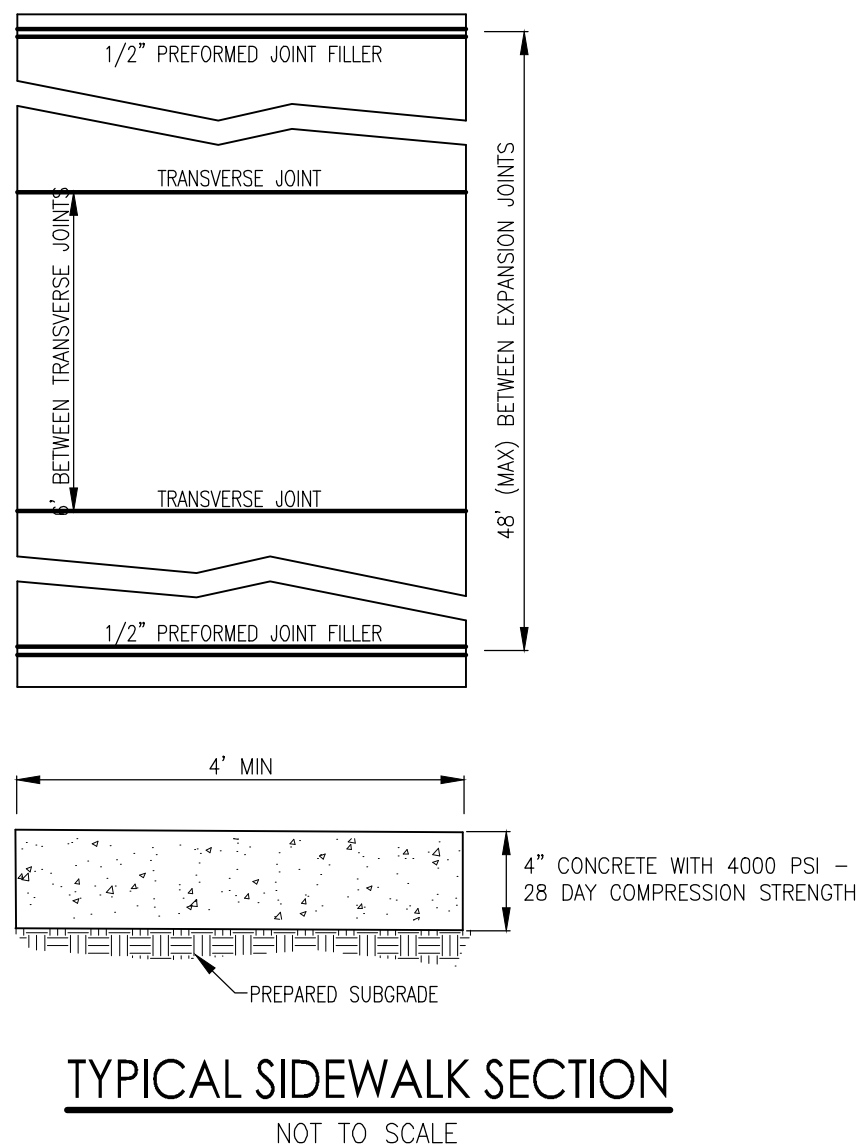 1/2" PREFORMED JOINT FILLER
TRANSVERSE JOINT
6' BETWEEN TRANSVERSE JOINTS
48' (MAX) BETWEEN EXPANSION JOINTS
TRANSVERSE JOINT
1/2" PREFORMED JOINT FILLER
4' MIN
4" CONCRETE WITH 4000 PSI –
28 DAY COMPRESSION STRENGTH
PREPARED SUBGRADE
TYPICAL SIDEWALK SECTION
NOT TO SCALE